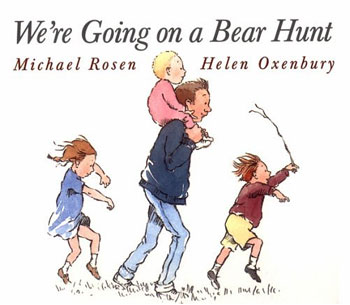 We're Going on a Bear Hunt
Michael Rosen Helen Oxenbury